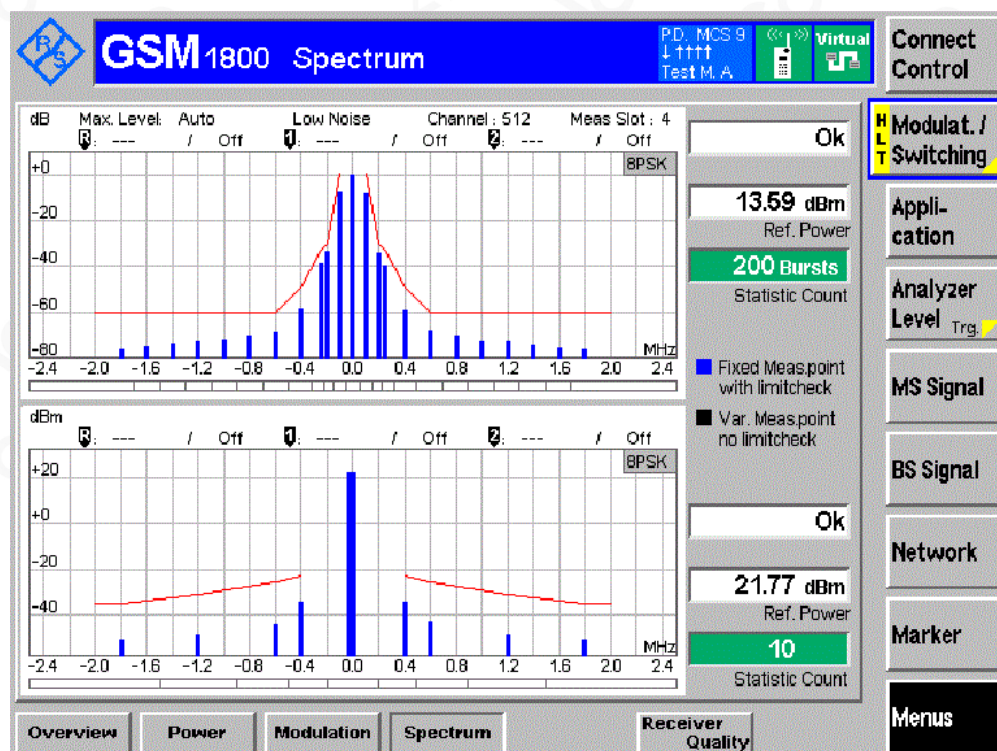 R&S
GSM 1800 Spectrum
P.D. MCS 9
↓ ↑↑↑↑
Test M. A
Virtual
Connect Control
dB Max. Level: Auto Low Noise Channel : 512 Meas Slot : 4
R: --- / Off 1: --- / Off 2: --- / Off
8PSK
+0
-20
-40
-60
-80
MHz
-2.4 -2.0 -1.6 -1.2 -0.8 -0.4 0.0 0.4 0.8 1.2 1.6 2.0 2.4
Ok
13.59 dBm
Ref. Power
200 Bursts
Statistic Count
Fixed Meas.point
with limitcheck
Var. Meas.point
no limitcheck
dBm
R: --- / Off 1: --- / Off 2: --- / Off
8PSK
+20
+0
-20
-40
MHz
-2.4 -2.0 -1.6 -1.2 -0.8 -0.4 0.0 0.4 0.8 1.2 1.6 2.0 2.4
Ok
21.77 dBm
Ref. Power
10
Statistic Count
HLT
Modulat. /
Switching
Appli-
cation
Analyzer
Level Trg.
MS Signal
BS Signal
Network
Marker
Menus
Overview Power Modulation Spectrum Receiver
Quality